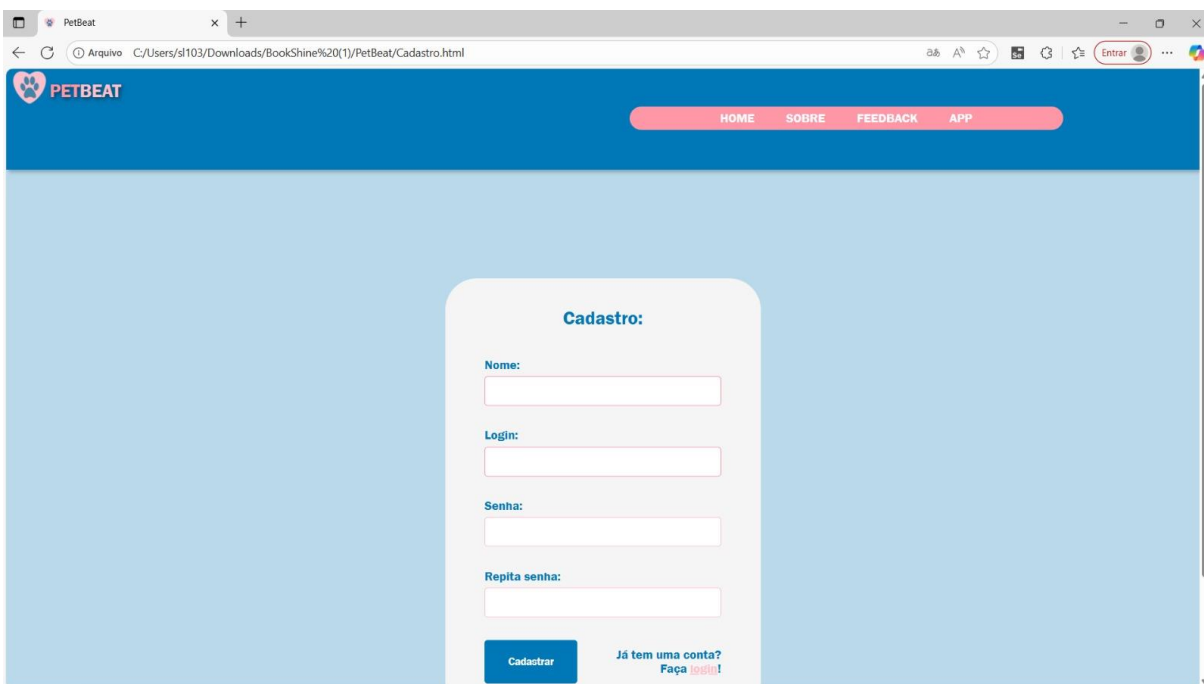 PetBeat
Arquivo C:/Users/sl103/Downloads/BookShine%20(1)/PetBeat/Cadastro.html
Entrar
PETBEAT
HOME SOBRE FEEDBACK APP
Cadastro:
Nome:
Login:
Senha:
Repita senha:
Cadastrar
Já tem uma conta?
Faça login!